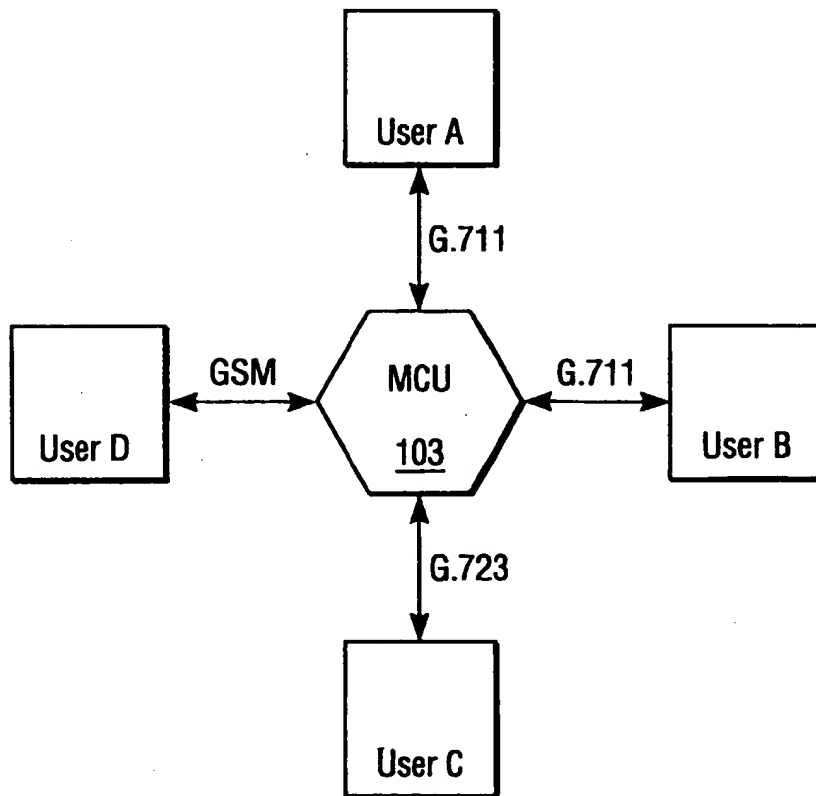 User A
G.711
GSM
MCU
G.711
User D
103
User B
G.723
User C